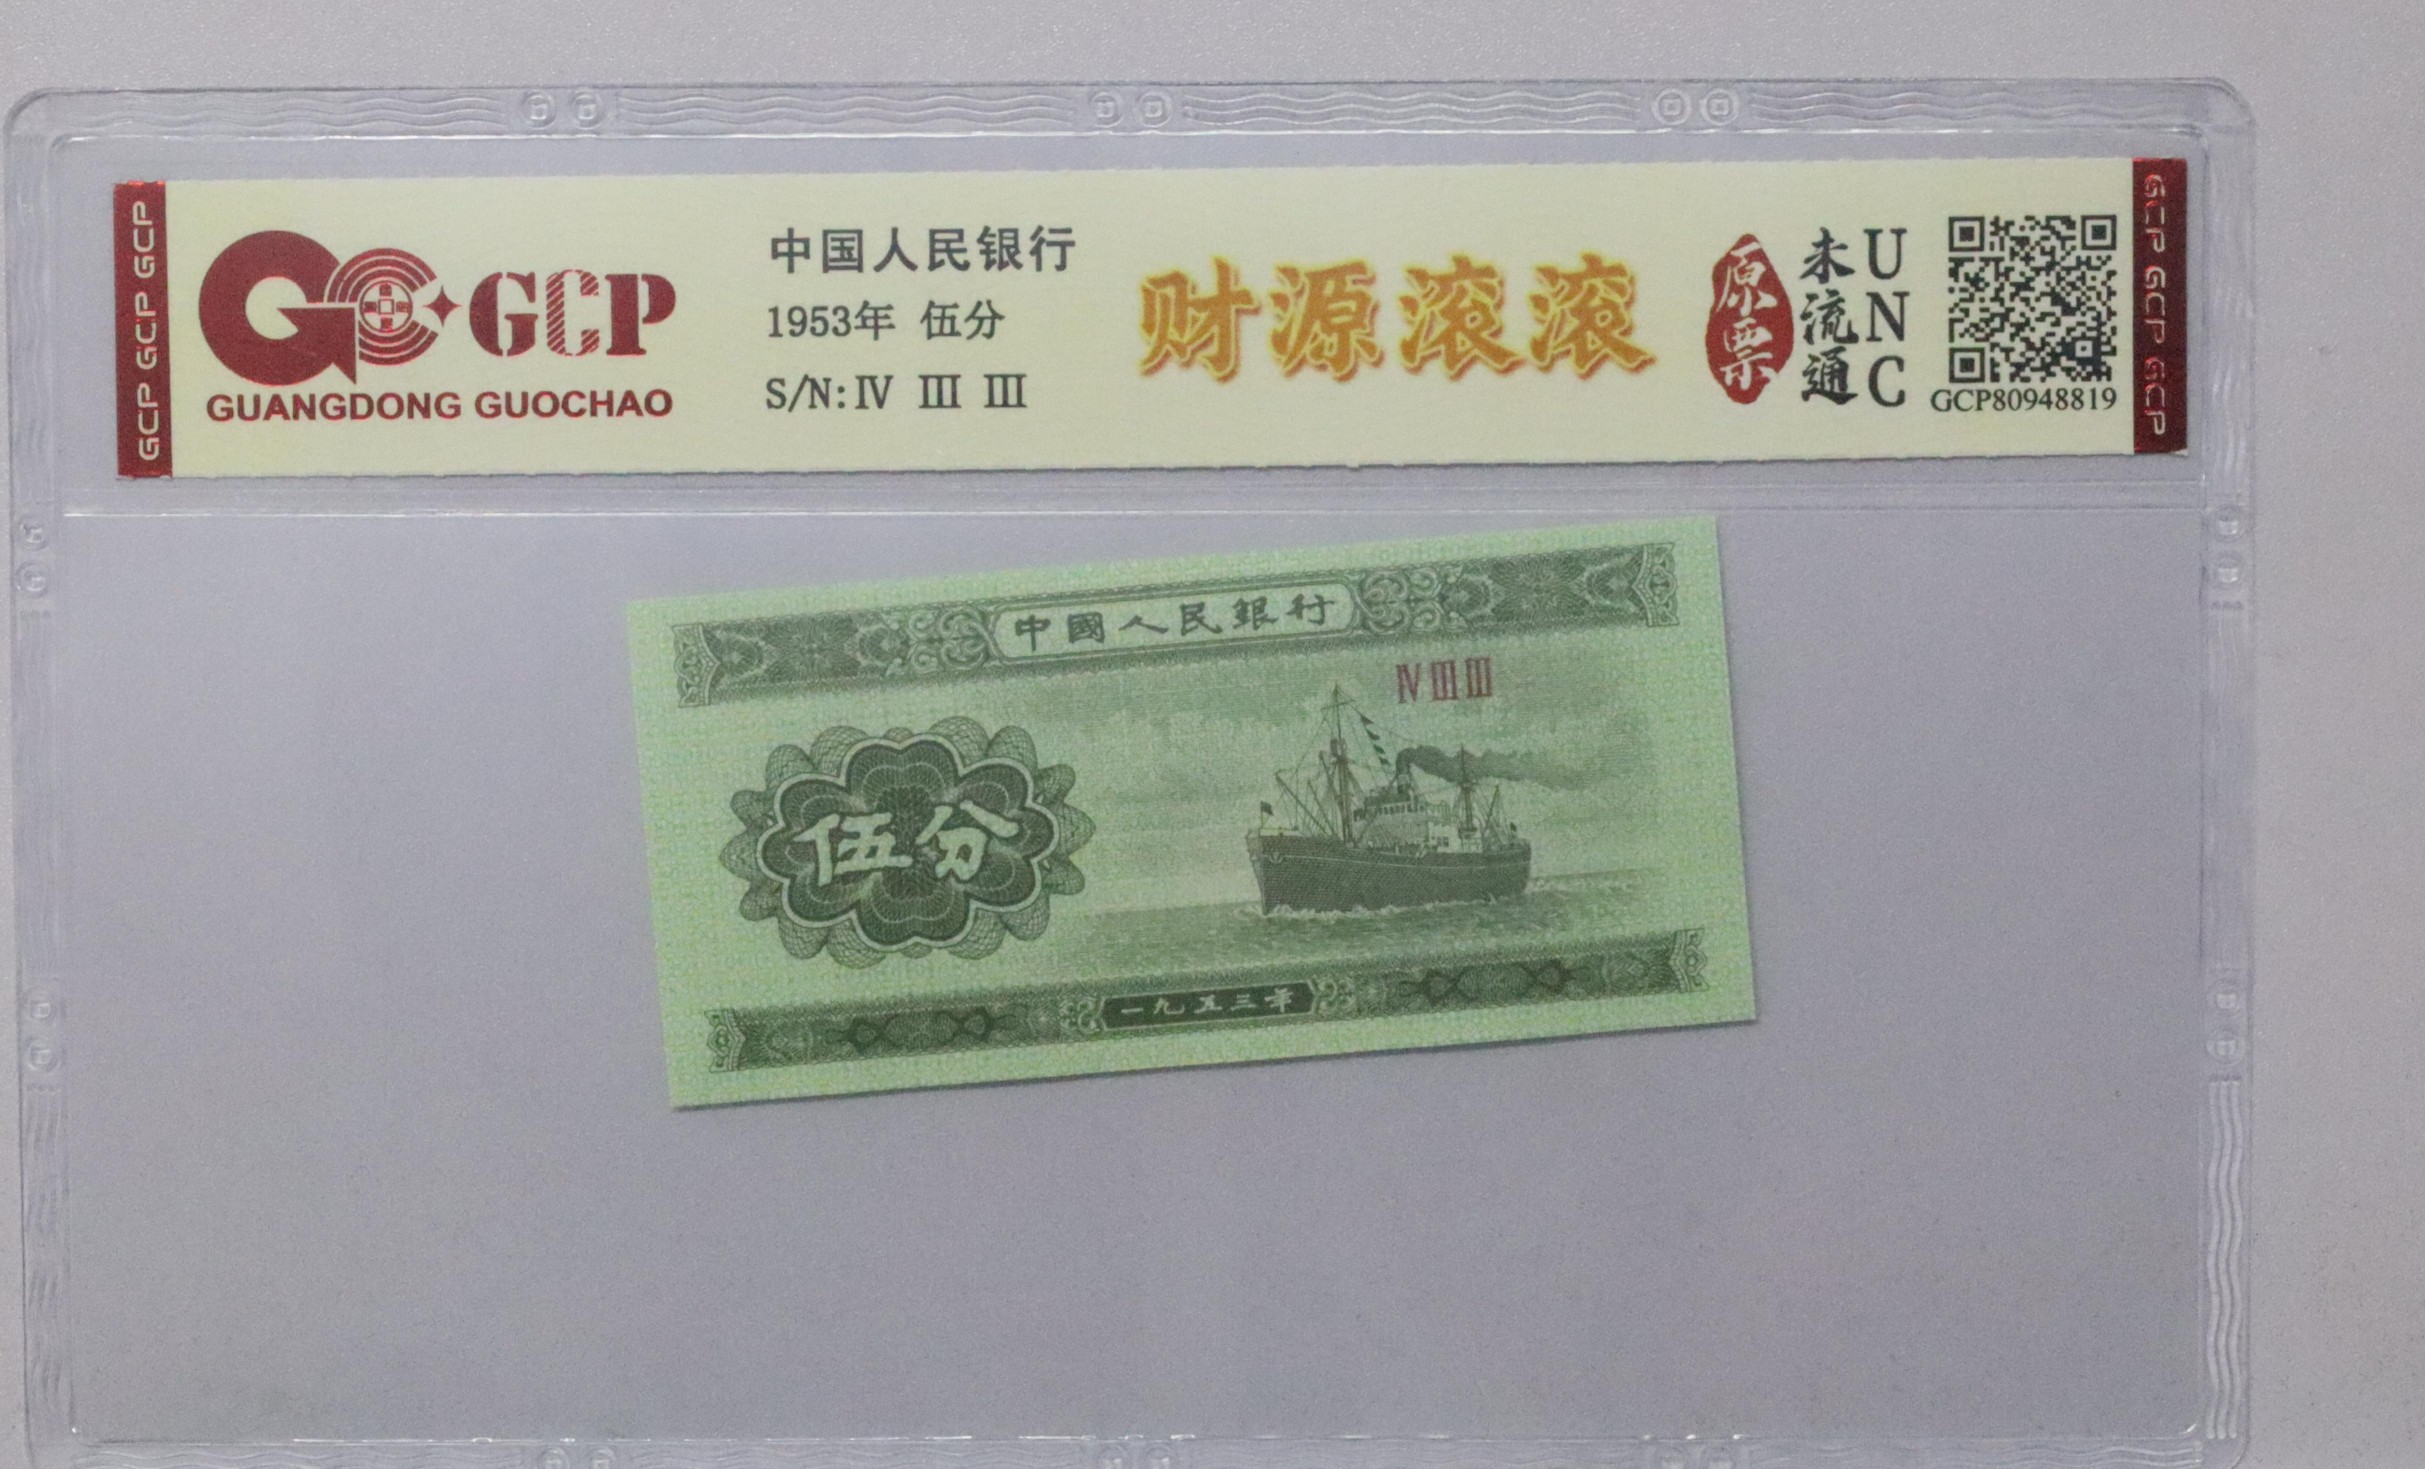 GCP GCP GCP
GCP
GUANGDONG GUOCHAO
中国人民银行
1953年 伍分
S/N: Ⅳ Ⅲ Ⅲ
财源滚滚
原票
未流通
UNC
GCP80948819
GCP GCP GCP
中國人民銀行
Ⅳ Ⅲ Ⅲ
伍分
一九五三年